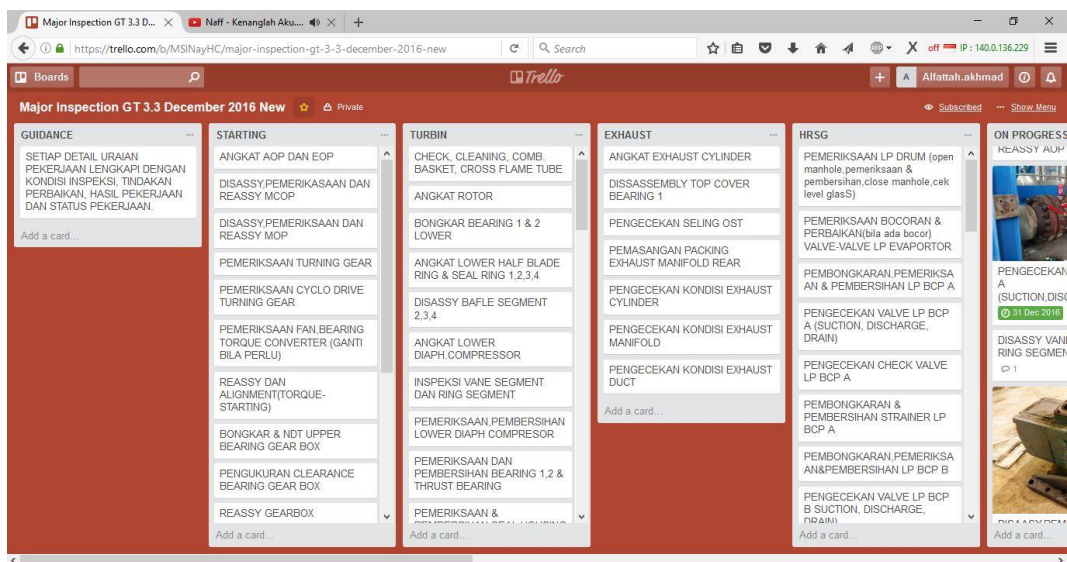 Major Inspection GT 3.3 D...
Naff - Kenanglah Aku....
https://trello.com/b/MSINayHC/major-inspection-gt-3-3-december-2016-new
Search
off IP : 140.0.136.229
Boards
Trello
A Alfattah.akhmad
Major Inspection GT 3.3 December 2016 New
Private
Subscribed
... Show Menu
GUIDANCE
SETIAP DETAIL URAIAN
PEKERJAAN LENGKAPI DENGAN
KONDISI INSPEKSI, TINDAKAN
PERBAIKAN, HASIL PEKERJAAN
DAN STATUS PEKERJAAN.
Add a card...
STARTING
ANGKAT AOP DAN EOP
DISASSY,PEMERIKASAAN DAN
REASSY MCOP
DISASSY,PEMERIKSAAN DAN
REASSY MOP
PEMERIKSAAN TURNING GEAR
PEMERIKSAAN CYCLO DRIVE
TURNING GEAR
PEMERIKSAAN FAN,BEARING
TORQUE CONVERTER (GANTI
BILA PERLU)
REASSY DAN
ALIGNMENT(TORQUE-
STARTING)
BONGKAR & NDT UPPER
BEARING GEAR BOX
PENGUKURAN CLEARANCE
BEARING GEAR BOX
REASSY GEARBOX
Add a card...
TURBIN
CHECK, CLEANING, COMB.
BASKET, CROSS FLAME TUBE
ANGKAT ROTOR
BONGKAR BEARING 1 & 2
LOWER
ANGKAT LOWER HALF BLADE
RING & SEAL RING 1,2,3,4
DISASSY BAFLE SEGMENT
2,3,4
ANGKAT LOWER
DIAPH.COMPRESSOR
INSPEKSI VANE SEGMENT
DAN RING SEGMENT
PEMERIKSAAN,PEMBERSIHAN
LOWER DIAPH COMPRESOR
PEMERIKSAAN DAN
PEMBERSIHAN BEARING 1,2 &
THRUST BEARING
PEMERIKSAAN &
PEMBERSIHAN SEAL HOUSING
Add a card...
EXHAUST
ANGKAT EXHAUST CYLINDER
DISSASSEMBLY TOP COVER
BEARING 1
PENGECEKAN SELING OST
PEMASANGAN PACKING
EXHAUST MANIFOLD REAR
PENGECEKAN KONDISI EXHAUST
CYLINDER
PENGECEKAN KONDISI EXHAUST
MANIFOLD
PENGECEKAN KONDISI EXHAUST
DUCT
Add a card...
HRSG
PEMERIKSAAN LP DRUM (open
manhole,pemeriksaan &
pembersihan,close manhole,cek
level glasS)
PEMERIKSAAN BOCORAN &
PERBAIKAN(bila ada bocor)
VALVE-VALVE LP EVAPORTOR
PEMBONGKARAN,PEMERIKSA
AN & PEMBERSIHAN LP BCP A
PENGECEKAN VALVE LP BCP
A (SUCTION, DISCHARGE,
DRAIN)
PENGECEKAN CHECK VALVE
LP BCP A
PEMBONGKARAN &
PEMBERSIHAN STRAINER LP
BCP A
PEMBONGKARAN,PEMERIKSA
AN&PEMBERSIHAN LP BCP B
PENGECEKAN VALVE LP BCP
B SUCTION, DISCHARGE,
DRAIN)
Add a card...
ON PROGRESS
REASSY AOP
PENGECEKAN
A
(SUCTION,DISC
31 Dec 2016
DISASSY VANE
RING SEGMEN
1
Add a card...